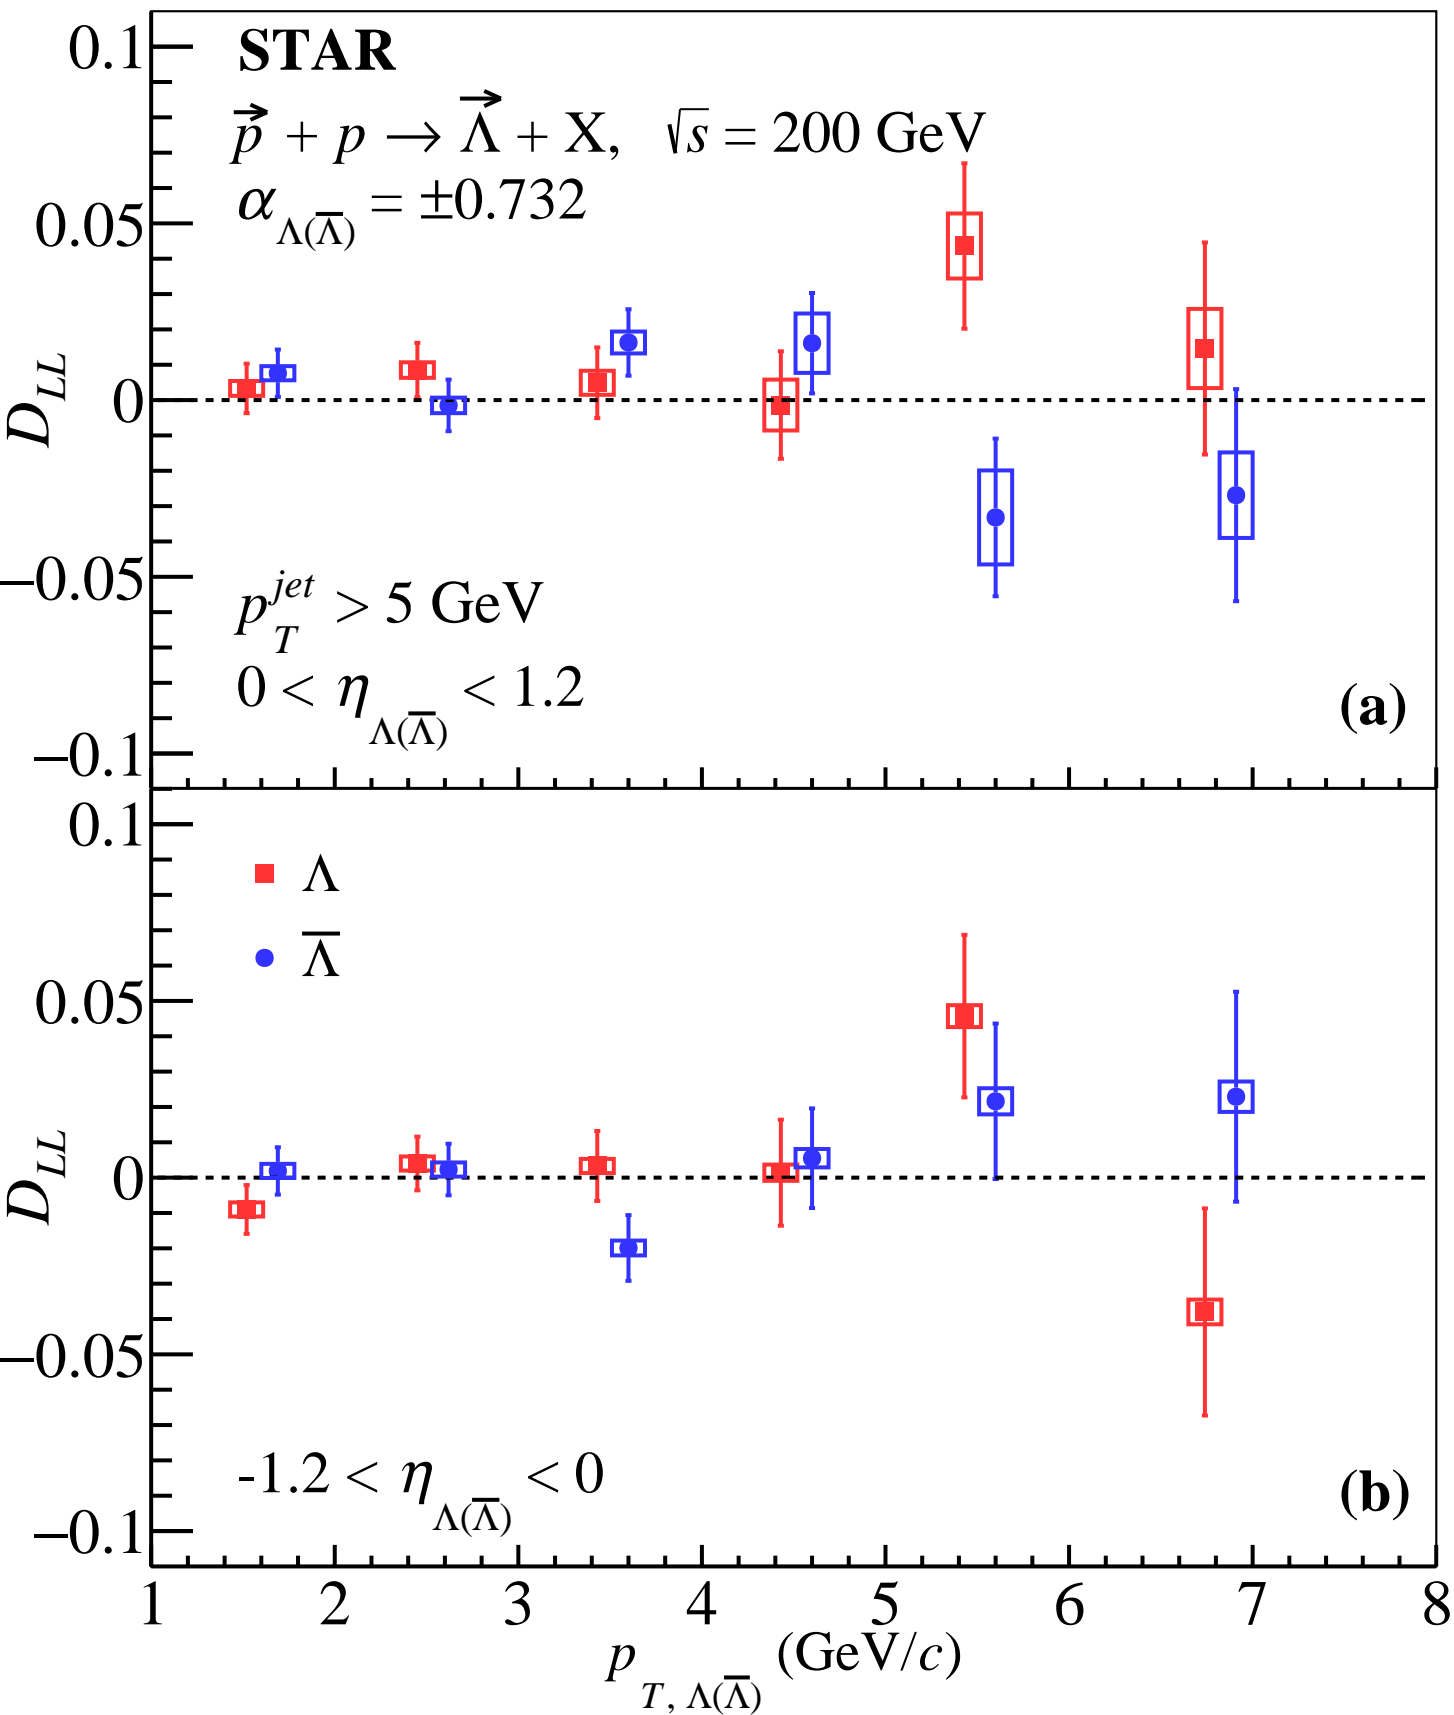 0.1
STAR
p⃗ + p → Λ⃗ + X, √s = 200 GeV
α_Λ(Λ̅) = ±0.732
0.05
D_LL
0
−0.05
p_T^jet > 5 GeV
0 < η_Λ(Λ̅) < 1.2
(a)
−0.1
0.1
Λ
Λ̅
0.05
D_LL
0
−0.05
-1.2 < η_Λ(Λ̅) < 0
(b)
−0.1
1 2 3 4 5 6 7 8
p_T, Λ(Λ̅) (GeV/c)